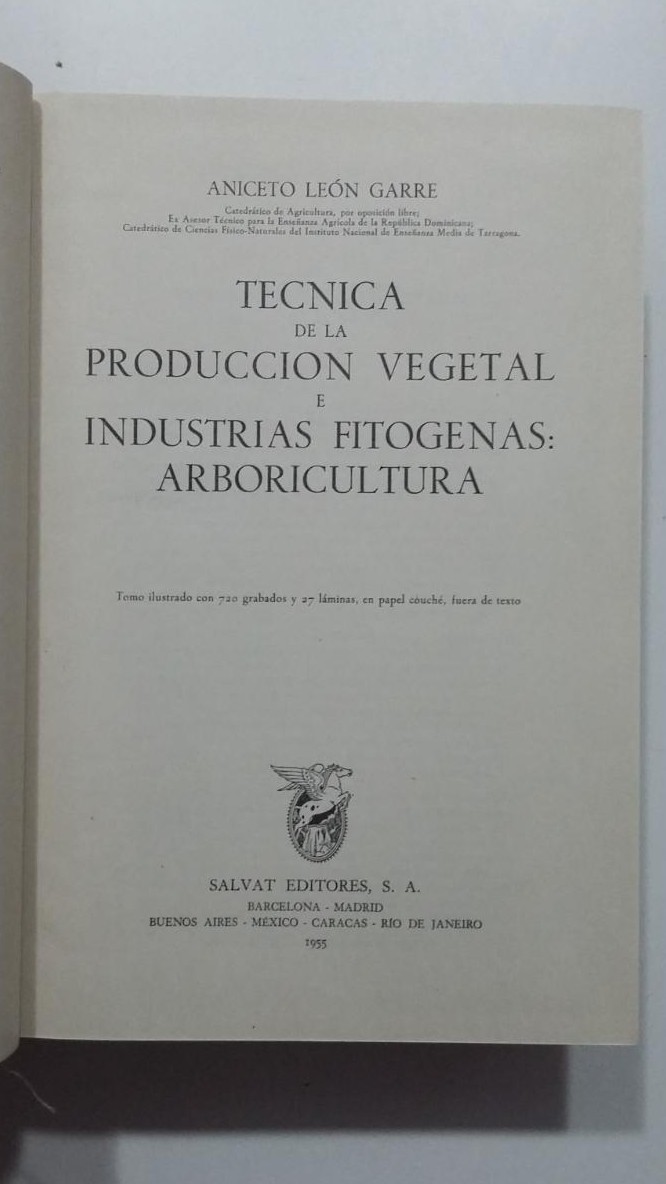 ANICETO LEÓN GARRE
Catedrático de Agricultura, por oposición libre;
Ex Asesor Técnico para la Enseñanza Agrícola de la República Dominicana;
Catedrático de Ciencias Físico-Naturales del Instituto Nacional de Enseñanza Media de Tarragona.
TECNICA
DE LA
PRODUCCION VEGETAL
E
INDUSTRIAS FITOGENAS:
ARBORICULTURA
Tomo ilustrado con 720 grabados y 27 láminas, en papel couché, fuera de texto
SALVAT EDITORES, S. A.
BARCELONA - MADRID
BUENOS AIRES - MÉXICO - CARACAS - RÍO DE JANEIRO
1955